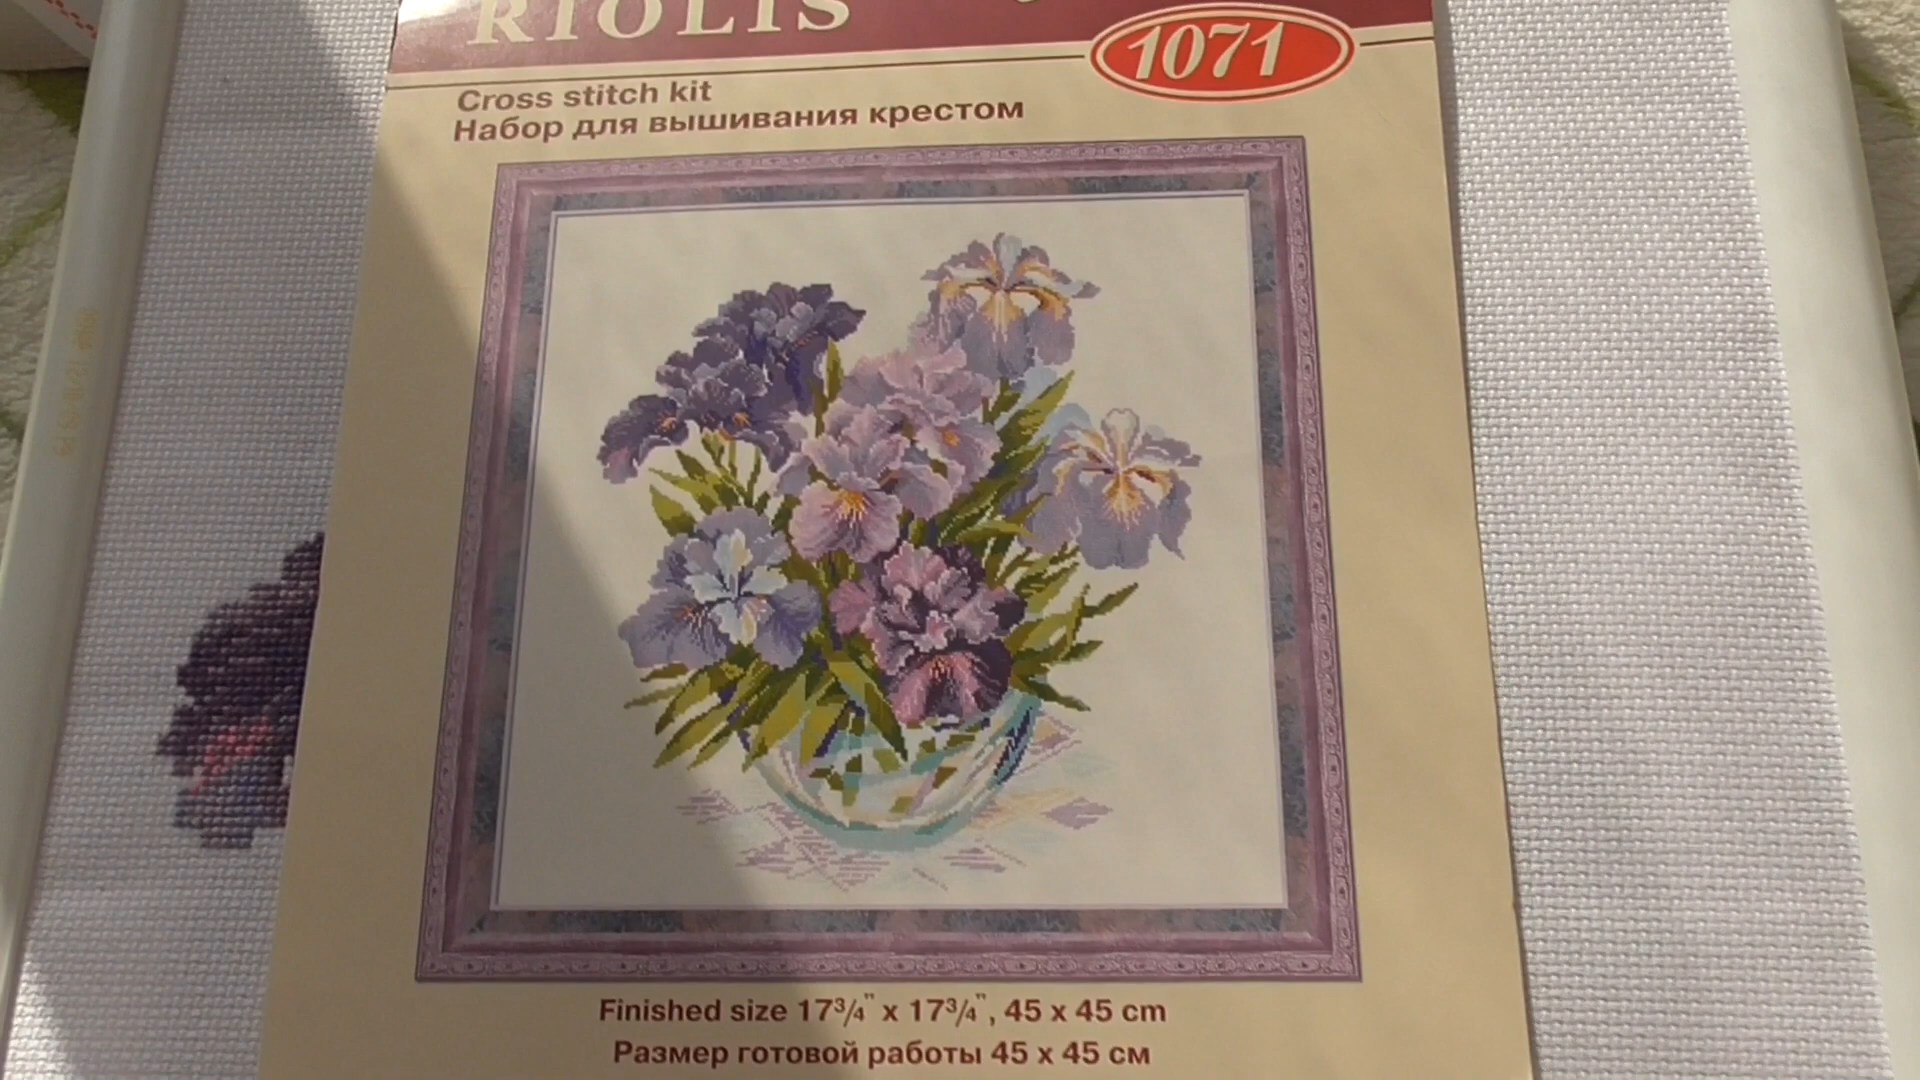 RIOLIS
1071
Cross stitch kit
Набор для вышивания крестом
Finished size 17¾" x 17¾", 45 x 45 cm
Размер готовой работы 45 x 45 см